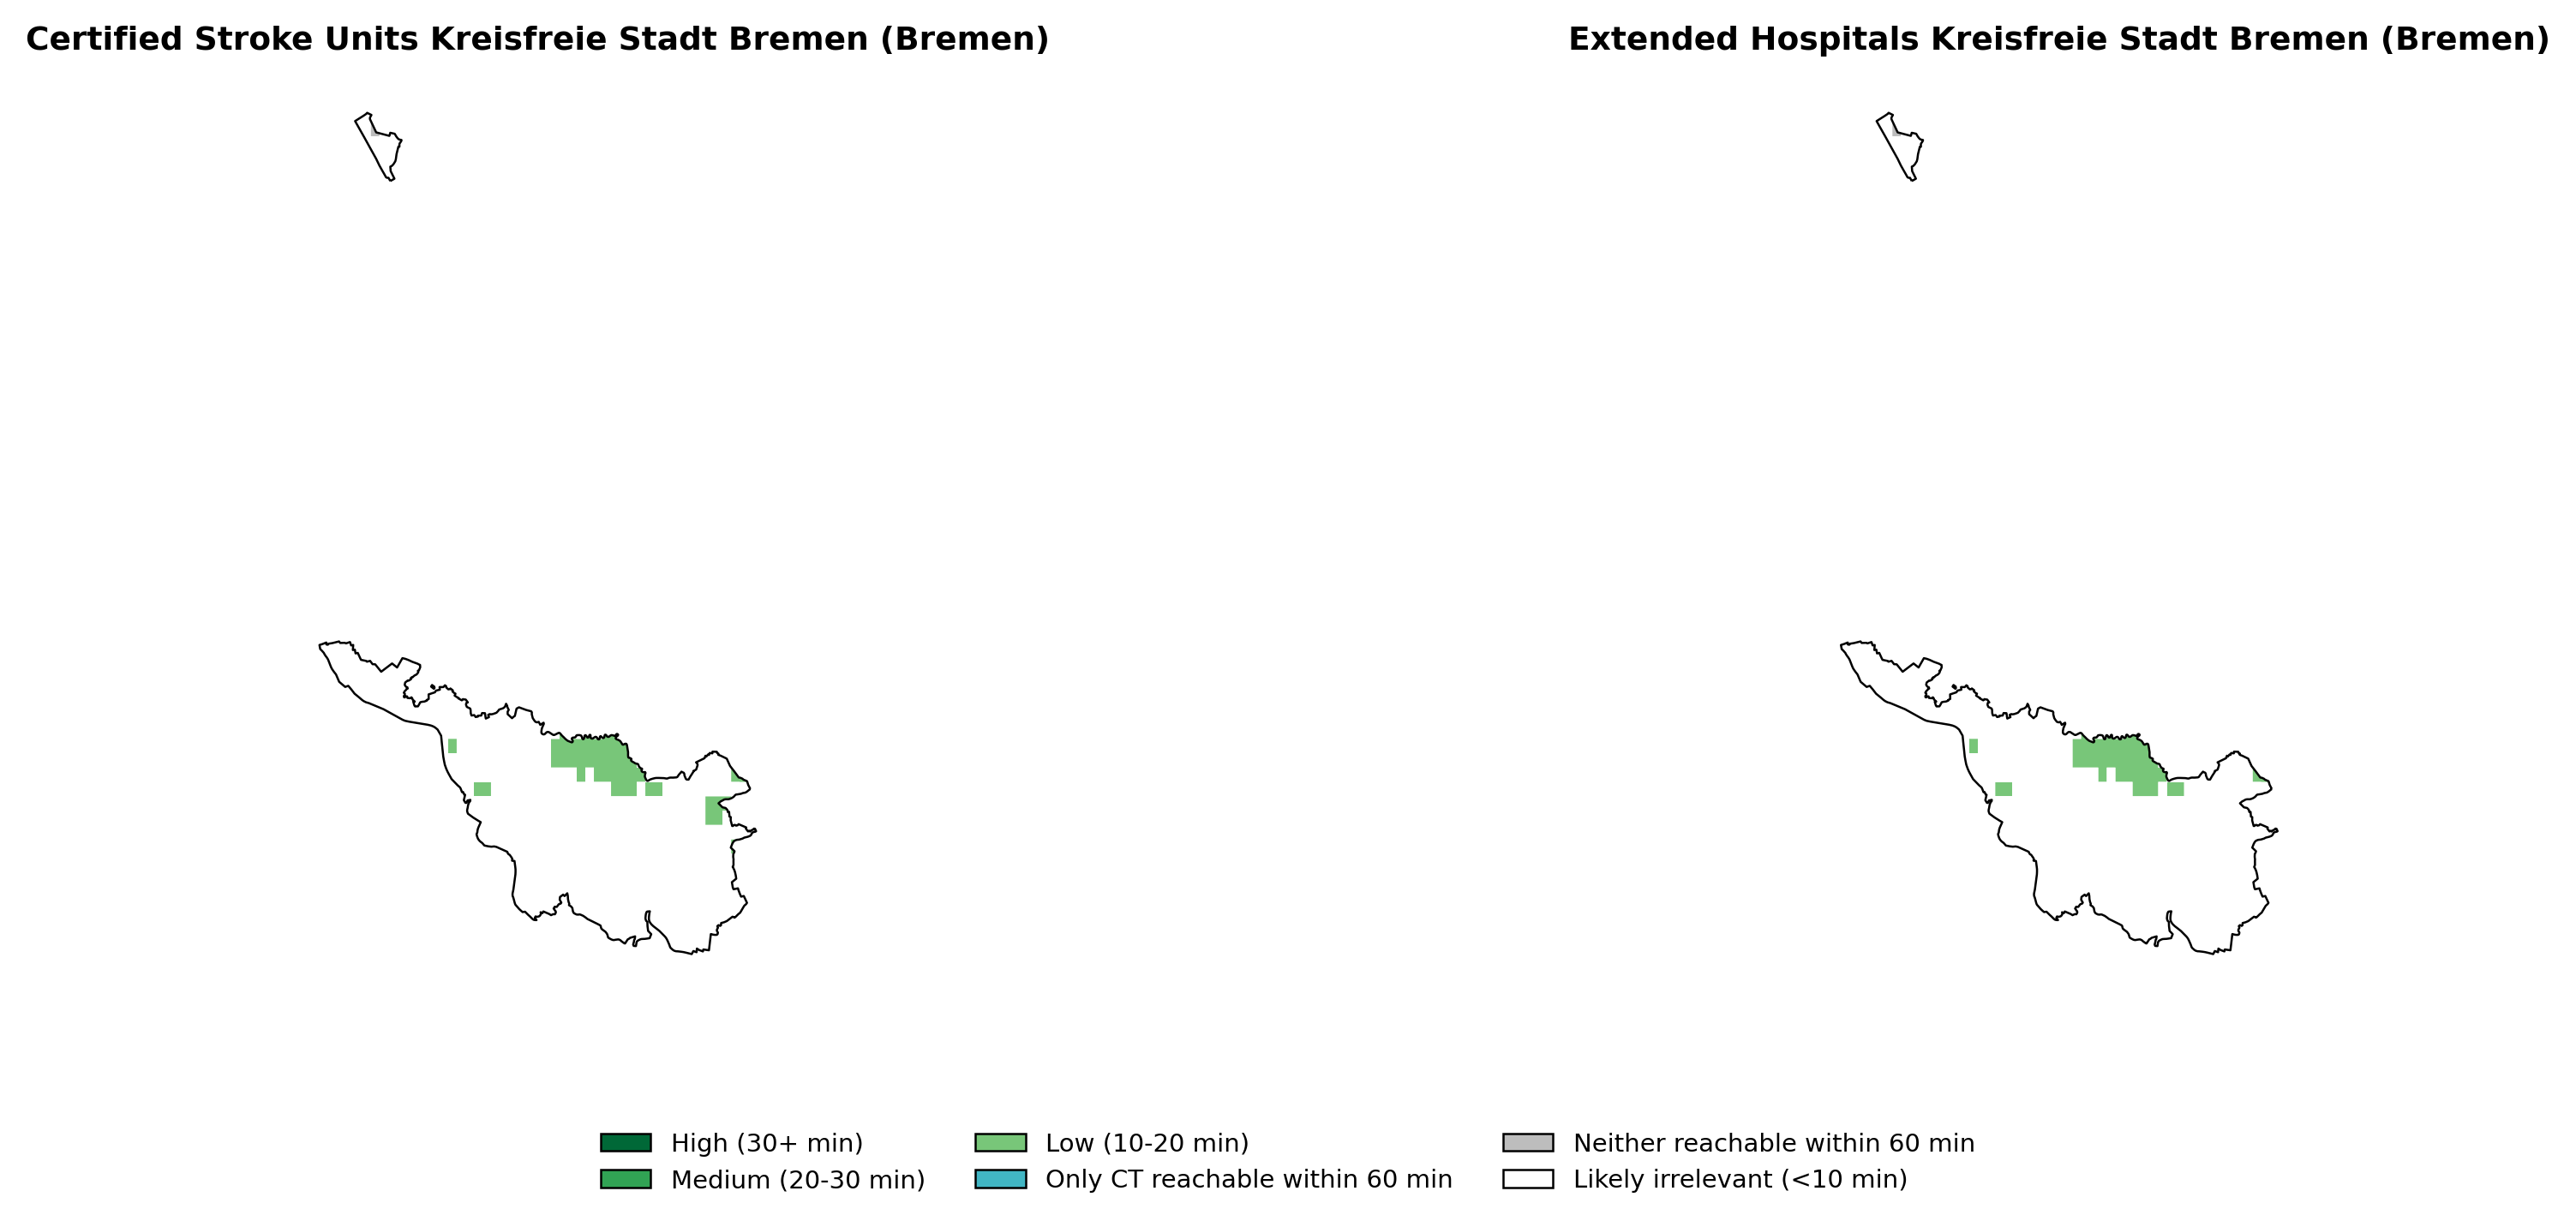 Certified Stroke Units Kreisfreie Stadt Bremen (Bremen)
Extended Hospitals Kreisfreie Stadt Bremen (Bremen)
High (30+ min)
Medium (20-30 min)
Low (10-20 min)
Only CT reachable within 60 min
Neither reachable within 60 min
Likely irrelevant (<10 min)